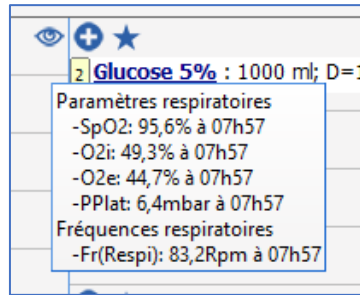 2 Glucose 5% : 1000 ml; D=1
Paramètres respiratoires
-SpO2: 95,6% à 07h57
-O2i: 49,3% à 07h57
-O2e: 44,7% à 07h57
-PPlat: 6,4mbar à 07h57
Fréquences respiratoires
-Fr(Respi): 83,2Rpm à 07h57